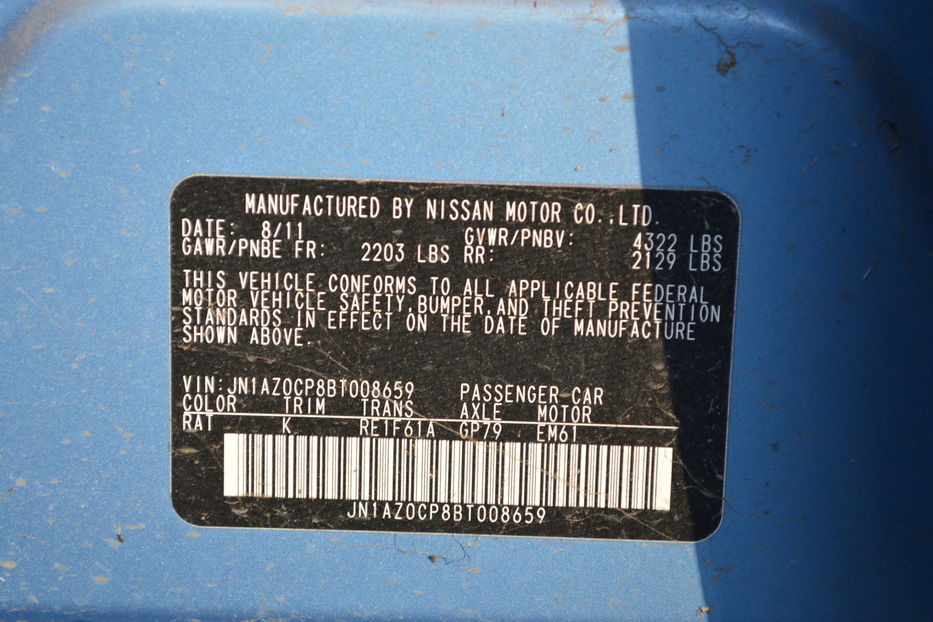 MANUFACTURED BY NISSAN MOTOR CO.,LTD.
DATE: 8/11 GVWR/PNBV: 4322 LBS
GAWR/PNBE FR: 2203 LBS RR: 2129 LBS
THIS VEHICLE CONFORMS TO ALL APPLICABLE FEDERAL
MOTOR VEHICLE SAFETY,BUMPER,AND THEFT PREVENTION
STANDARDS IN EFFECT ON THE DATE OF MANUFACTURE
SHOWN ABOVE.
VIN:JN1AZ0CP8BT008659 PASSENGER CAR
COLOR TRIM TRANS AXLE MOTOR
RAT K RE1F61A GP79 EM61
JN1AZ0CP8BT008659